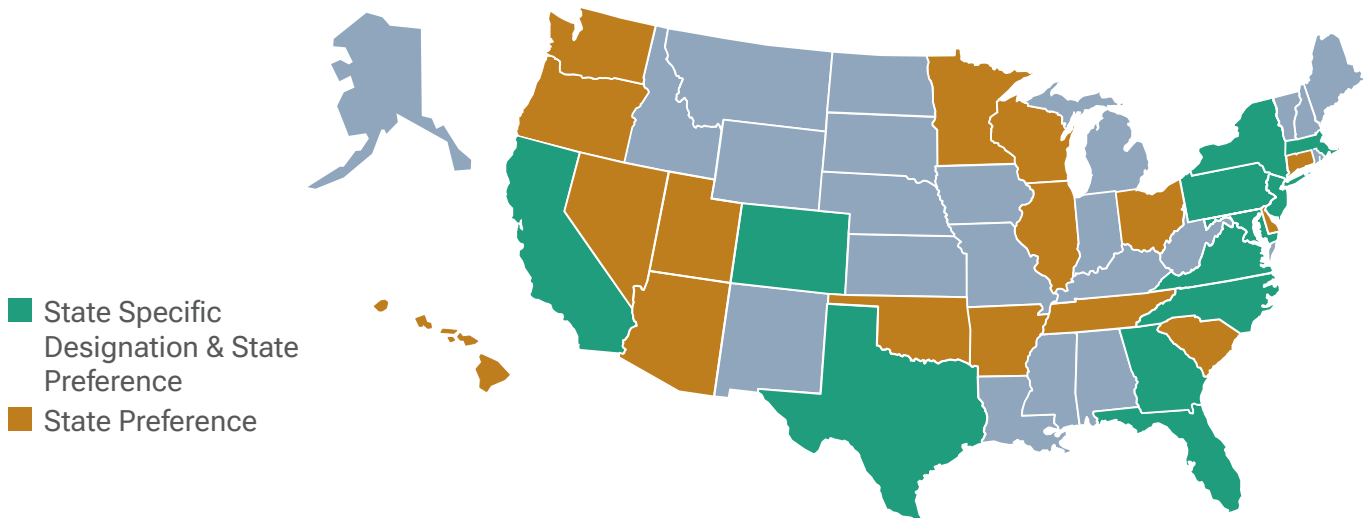 State Specific
Designation & State
Preference
State Preference